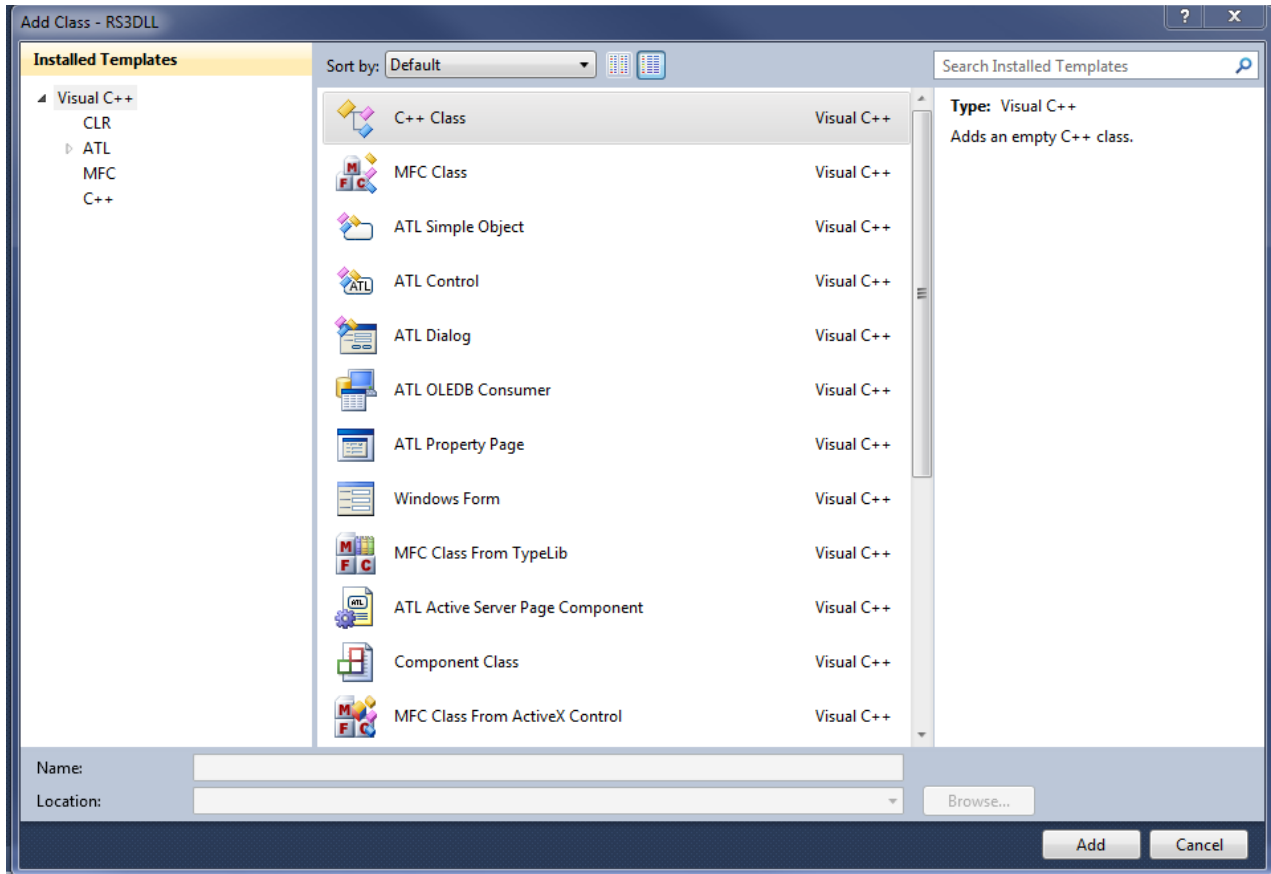 Add Class - RS3DLL
? X
Installed Templates
Sort by: Default
Search Installed Templates
Visual C++
CLR
ATL
MFC
C++
C++ Class Visual C++
MFC Class Visual C++
ATL Simple Object Visual C++
ATL Control Visual C++
ATL Dialog Visual C++
ATL OLEDB Consumer Visual C++
ATL Property Page Visual C++
Windows Form Visual C++
MFC Class From TypeLib Visual C++
ATL Active Server Page Component Visual C++
Component Class Visual C++
MFC Class From ActiveX Control Visual C++
Type: Visual C++
Adds an empty C++ class.
Name:
Location:
Browse...
Add Cancel